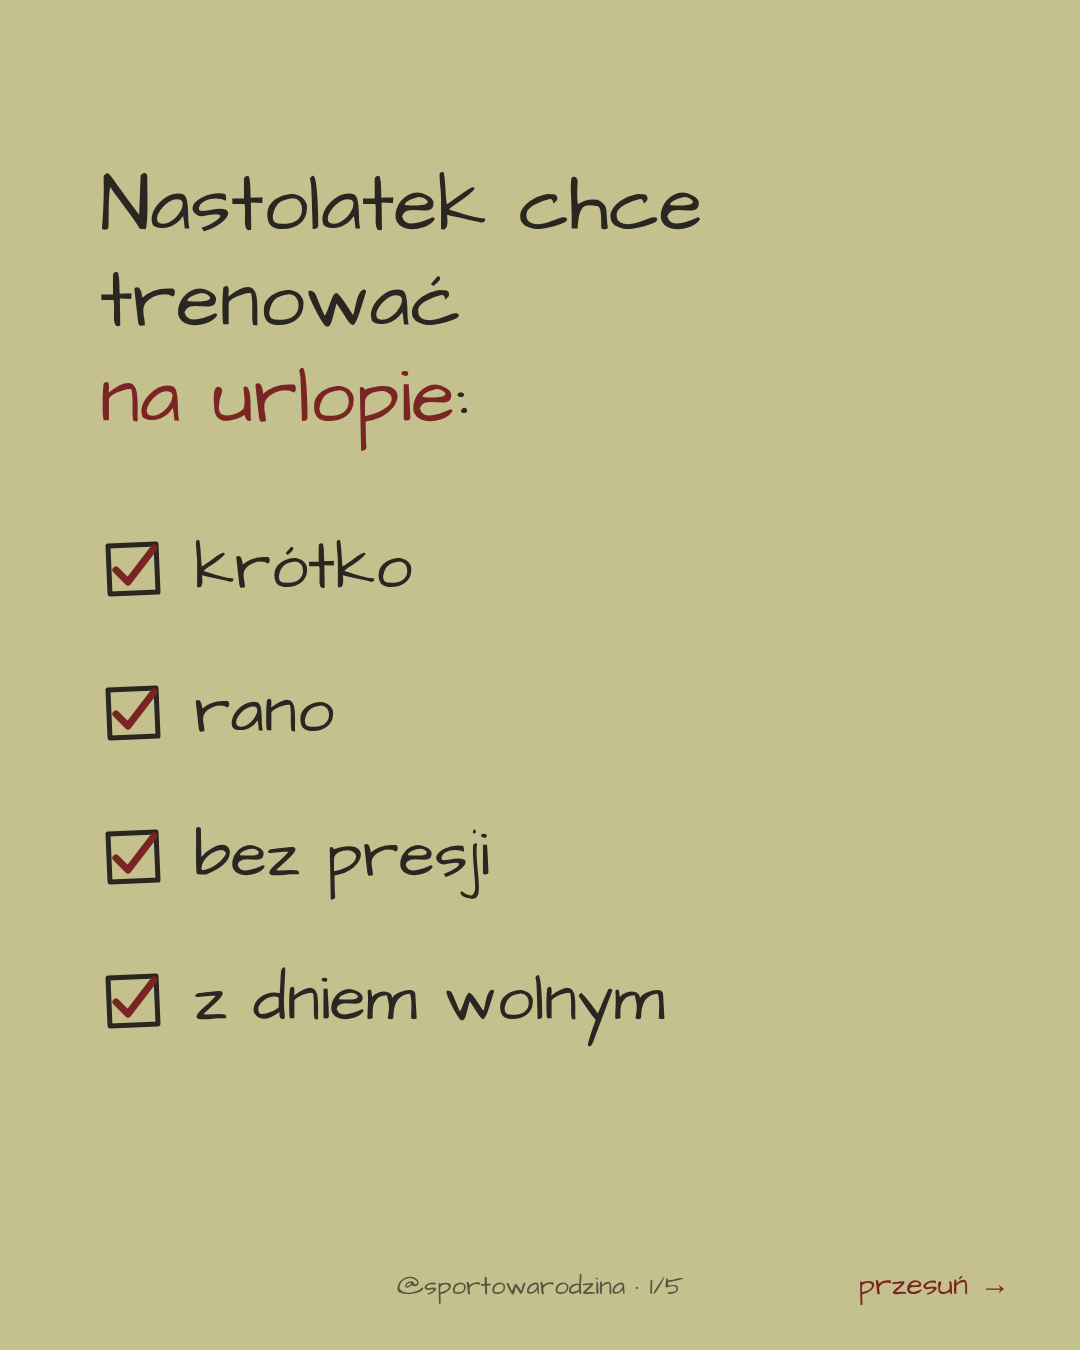 Nastolatek chce
trenować
na urlopie:
krótko
rano
bez presji
z dniem wolnym
@sportowarodzina · 1/5
przesuń →